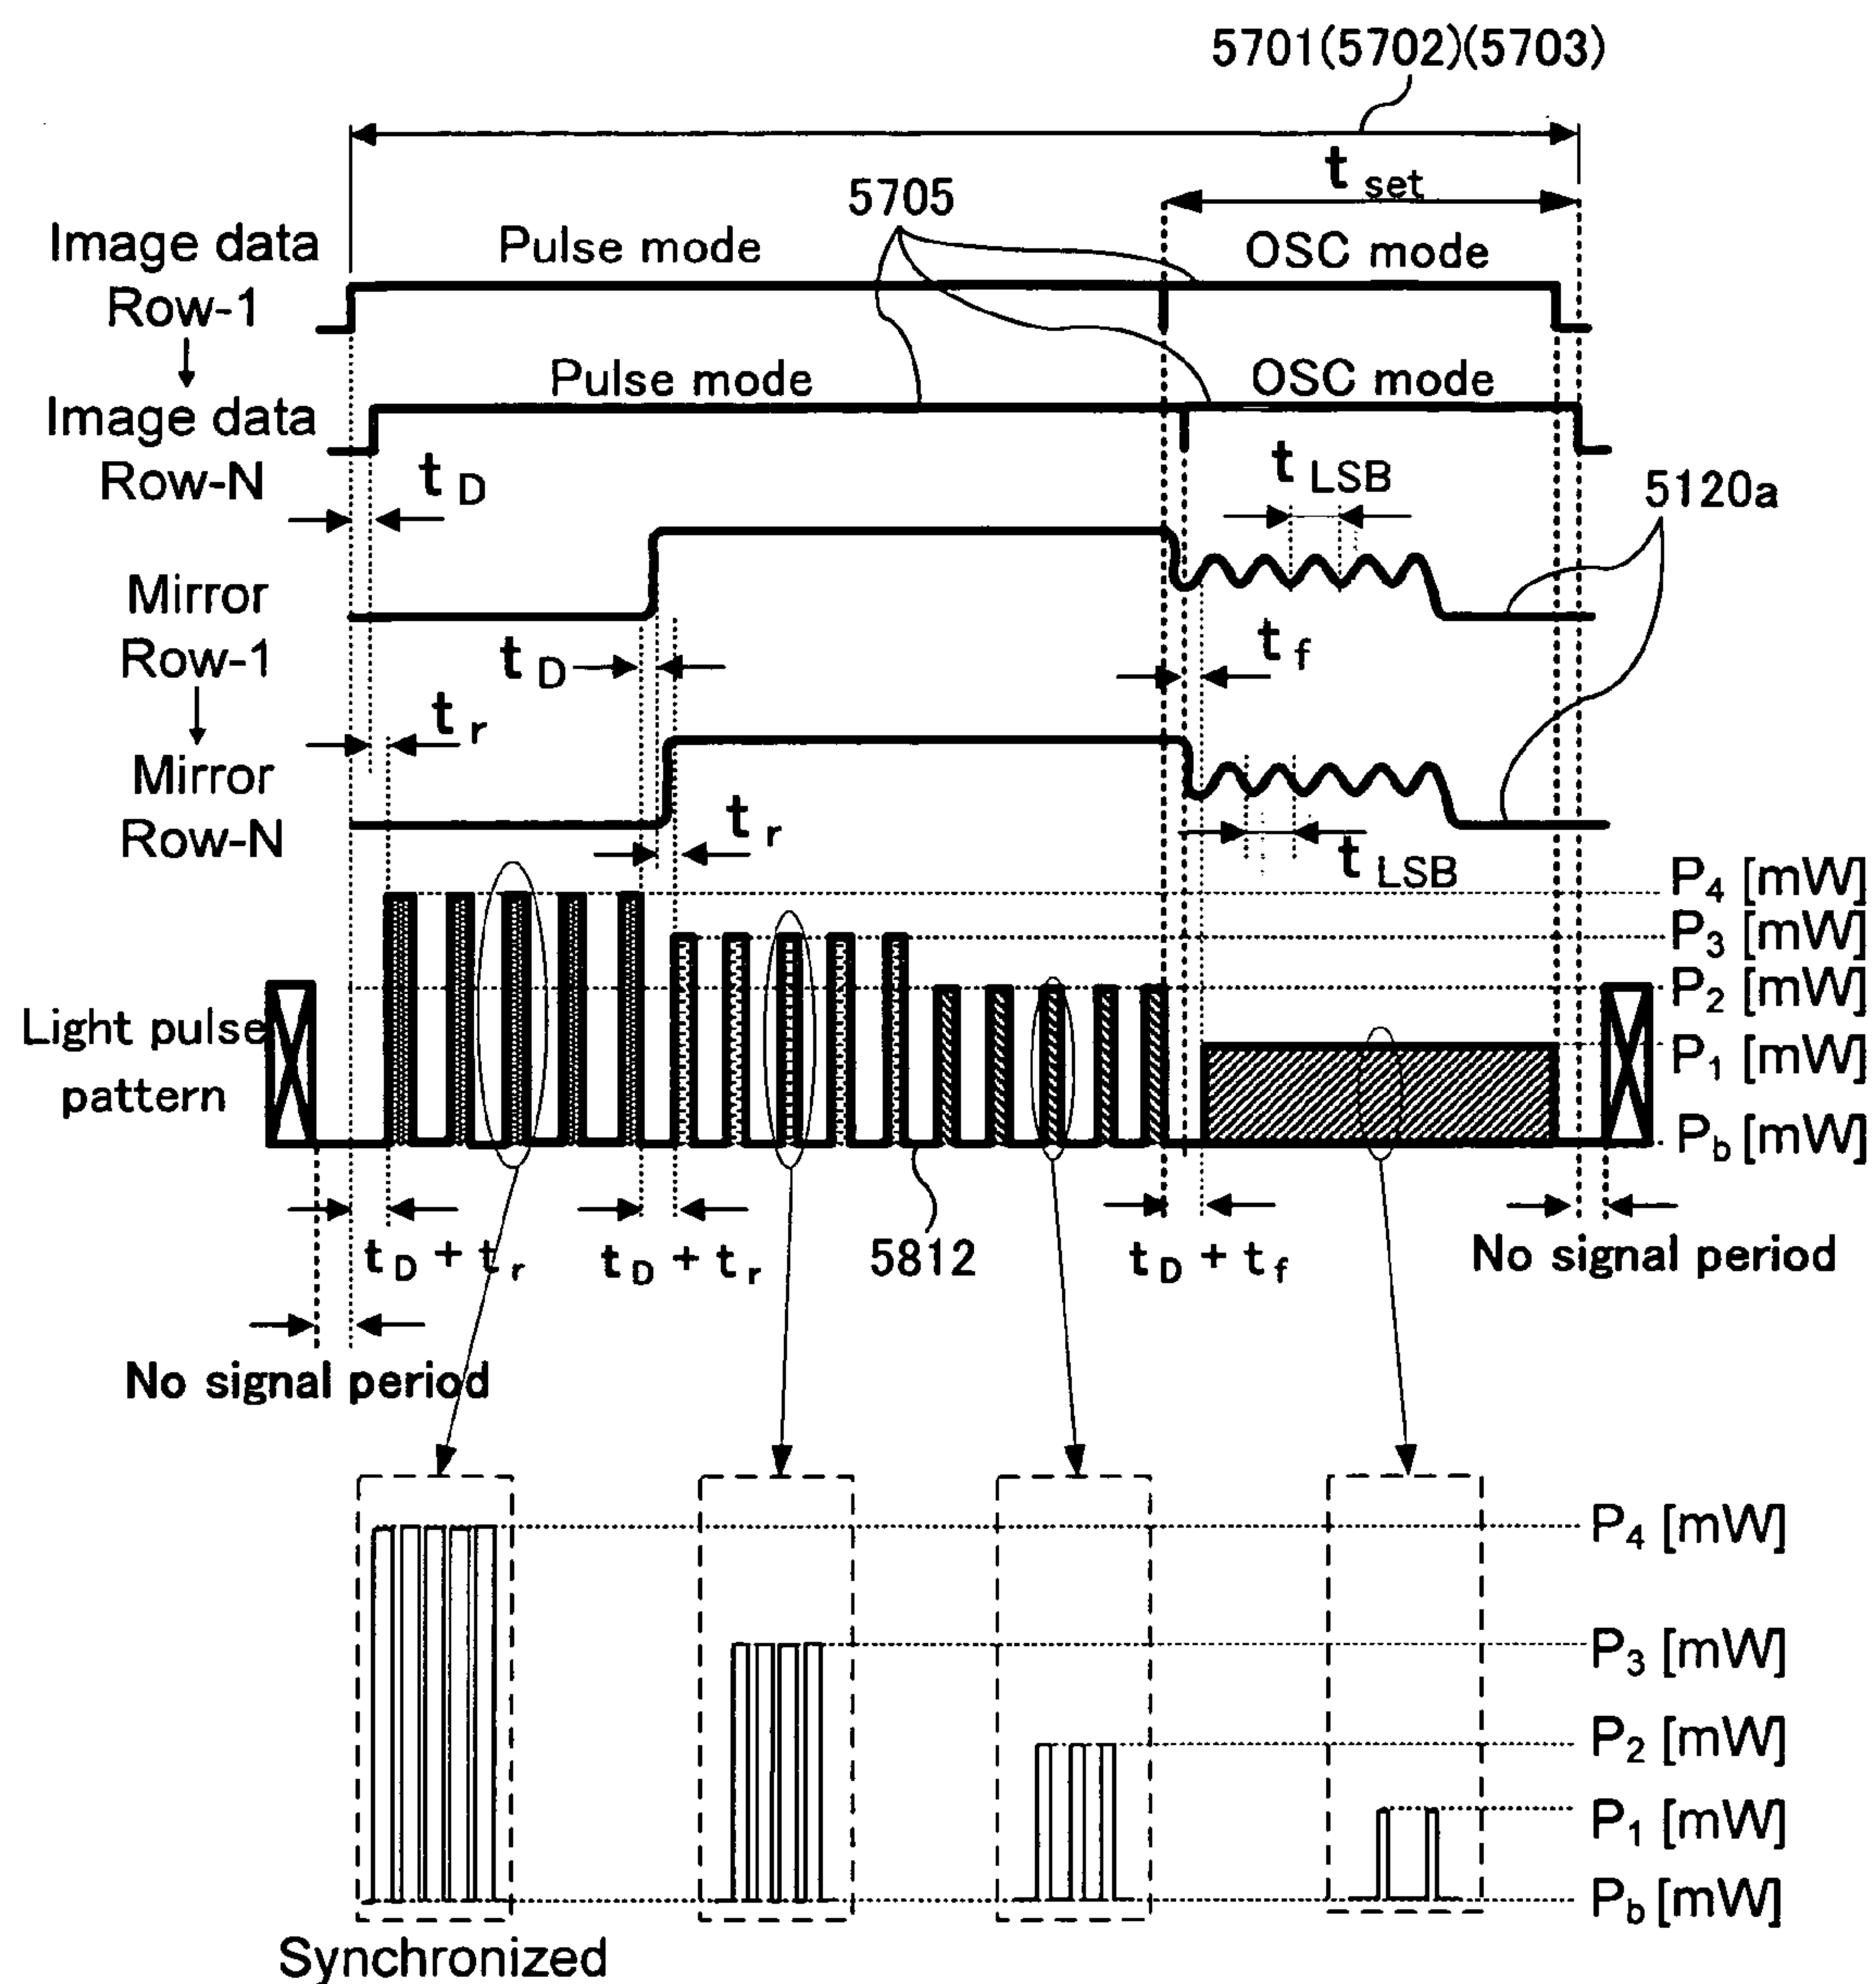 5701(5702)(5703)
t set
5705
Image data
Row-1
Pulse mode
OSC mode
Image data
Row-N
Pulse mode
OSC mode
t D
t LSB
5120a
Mirror
Row-1
t D
t f
t r
Mirror
Row-N
t r
t LSB
P4 [mW]
P3 [mW]
P2 [mW]
Light pulse
pattern
P1 [mW]
Pb [mW]
t D + t r
t D + t r
5812
t D + t f
No signal period
No signal period
P4 [mW]
P3 [mW]
P2 [mW]
P1 [mW]
Pb [mW]
Synchronized